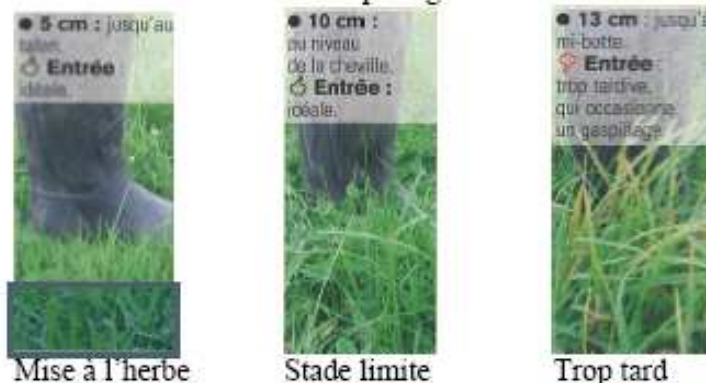 ● 5 cm : jusqu'au
talon.
Entrée :
idéale.
● 10 cm :
au niveau
de la cheville.
Entrée :
idéale.
● 13 cm : jusqu'à
mi-botte.
Entrée :
trop tardive,
qui occasionne
un gaspillage.
Mise à l'herbe
Stade limite
Trop tard